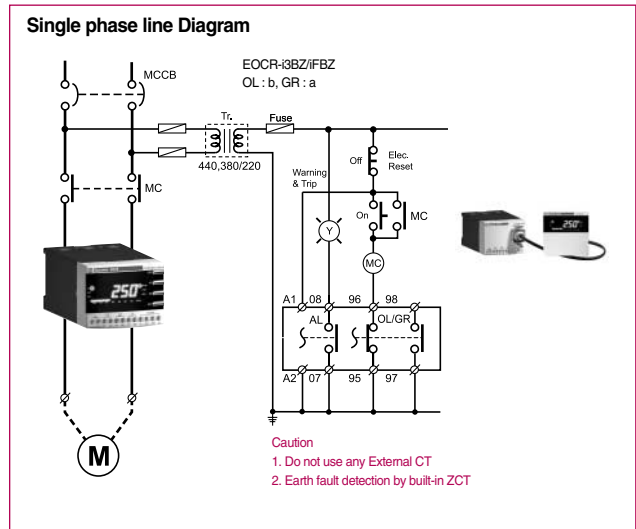 Single phase line Diagram
MCCB
EOCR-i3BZ/iFBZ
OL : b, GR : a
Tr.
Fuse
440,380/220
Off
Elec.
Reset
Warning
& Trip
MC
On
MC
Y
MC
250
250
A1 08 96 98
AL
OL/GR
A2 07 95 97
M
Caution
1. Do not use any External CT
2. Earth fault detection by built-in ZCT